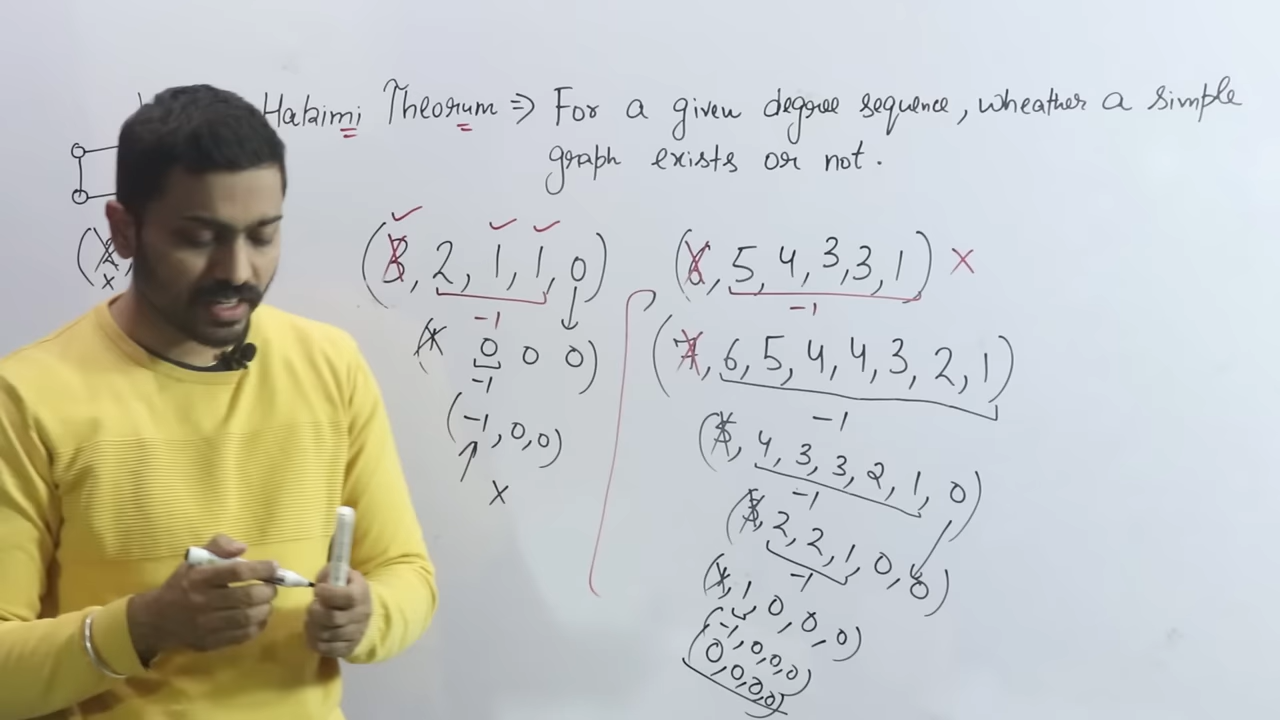 Hakimi Theorum ⇒ For a given degree sequence, wheather a simple
graph exists or not.
(3, 2, 1, 1, 0)
-1
0 0 0)
-1
(-1, 0, 0)
x
(6, 5, 4, 3, 3, 1) x
-1
(7, 6, 5, 4, 4, 3, 2, 1)
-1
(5, 4, 3, 3, 2, 1, 0)
-1
(3, 2, 2, 1, 0, 0)
-1
(1, 1, 0, 0, 0)
-1, 0, 0, 0)
(0, 0, 0, 0)